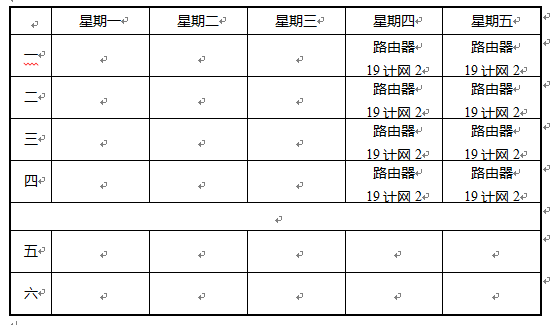 星期一 星期二 星期三 星期四 星期五
一 路由器 路由器
19 计网 2 19 计网 2
二 路由器 路由器
19 计网 2 19 计网 2
三 路由器 路由器
19 计网 2 19 计网 2
四 路由器 路由器
19 计网 2 19 计网 2
五
六